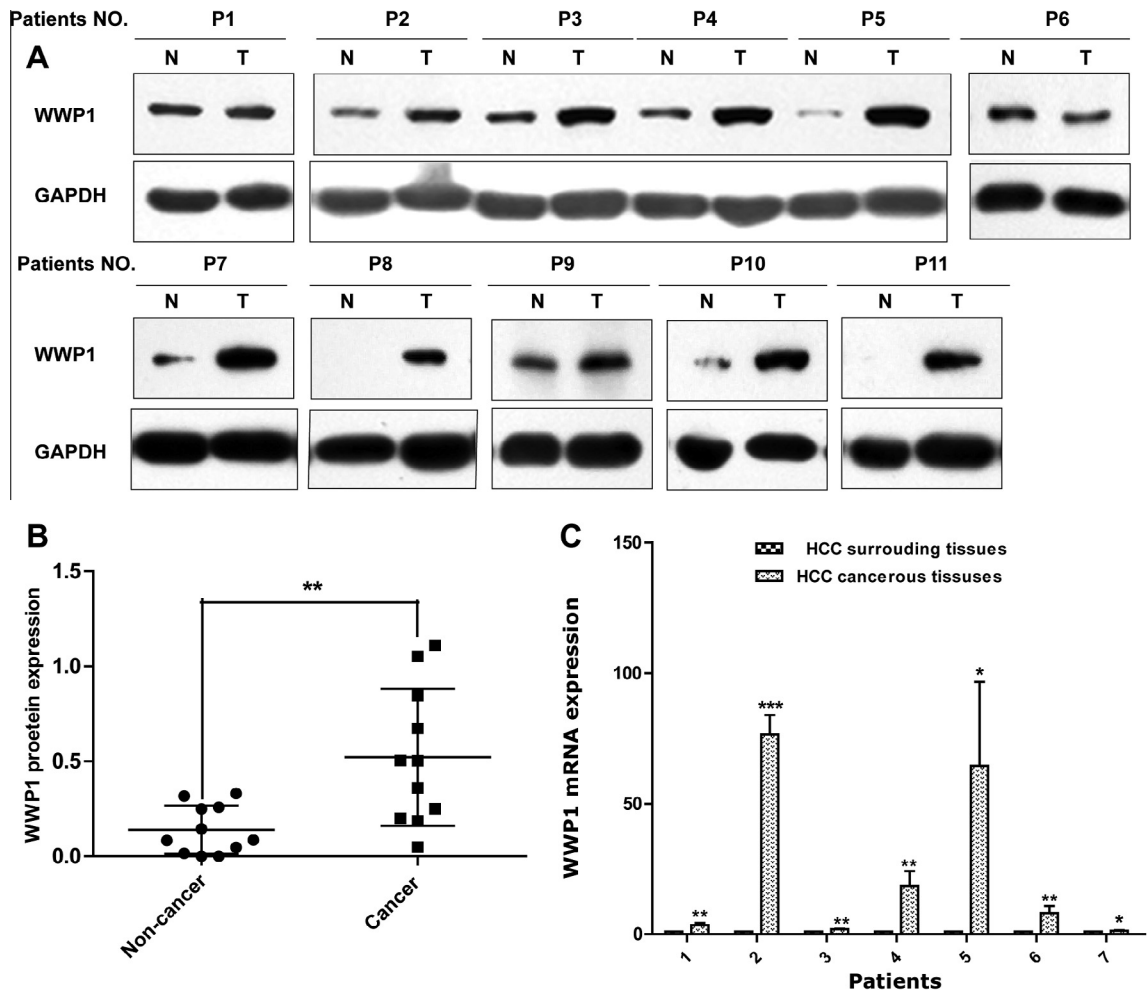 Patients NO. P1 P2 P3 P4 P5 P6
A N T N T N T N T N T N T
WWP1
GAPDH
Patients NO. P7 P8 P9 P10 P11
N T N T N T N T N T
WWP1
GAPDH
B
WWP1 proetein expression
1.5
1.0
0.5
0.0
**
Non-cancer
Cancer
C
WWP1 mRNA expression
150
100
50
0
HCC surrouding tissues
HCC cancerous tissuses
** *** ** ** * ** *
1 2 3 4 5 6 7
Patients